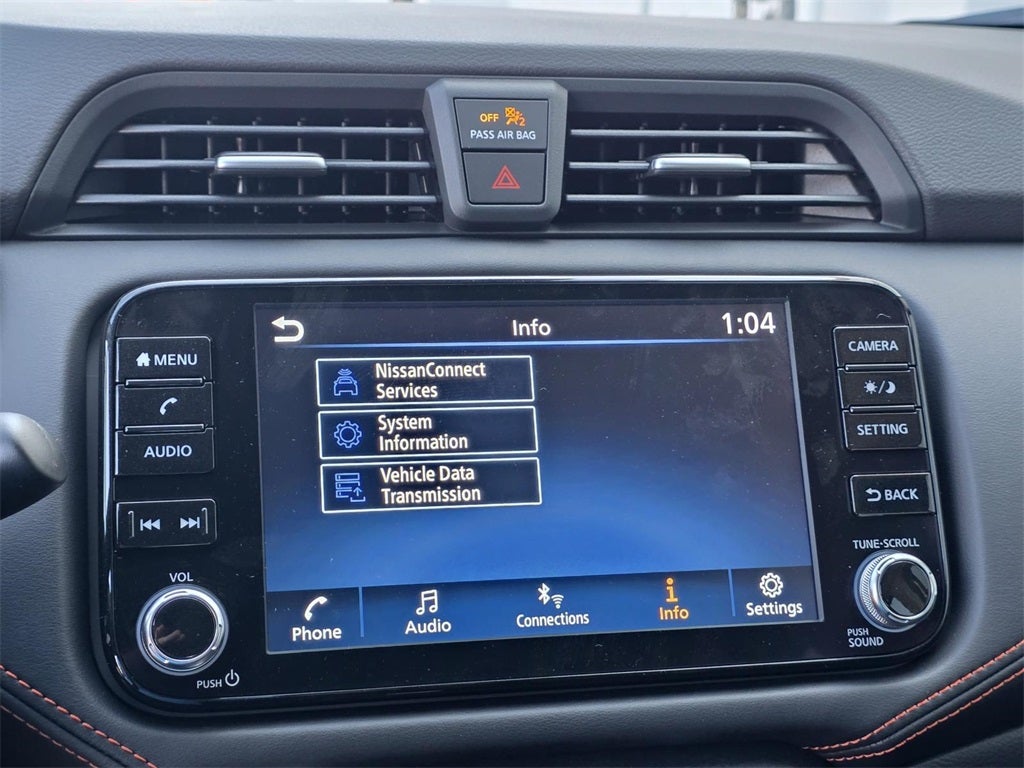 OFF 2
PASS AIR BAG
Info
1:04
NissanConnect
Services
System
Information
Vehicle Data
Transmission
Phone
Audio
Connections
Info
Settings
MENU
AUDIO
VOL
PUSH
CAMERA
SETTING
BACK
TUNE·SCROLL
PUSH
SOUND